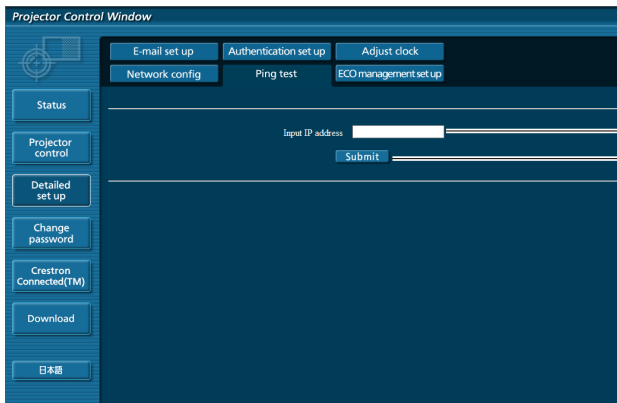 Projector Control Window
E-mail set up
Authentication set up
Adjust clock
Network config
Ping test
ECO management set up
Status
Projector
control
Detailed
set up
Change
password
Crestron
Connected(TM)
Download
日本語
Input IP address
Submit